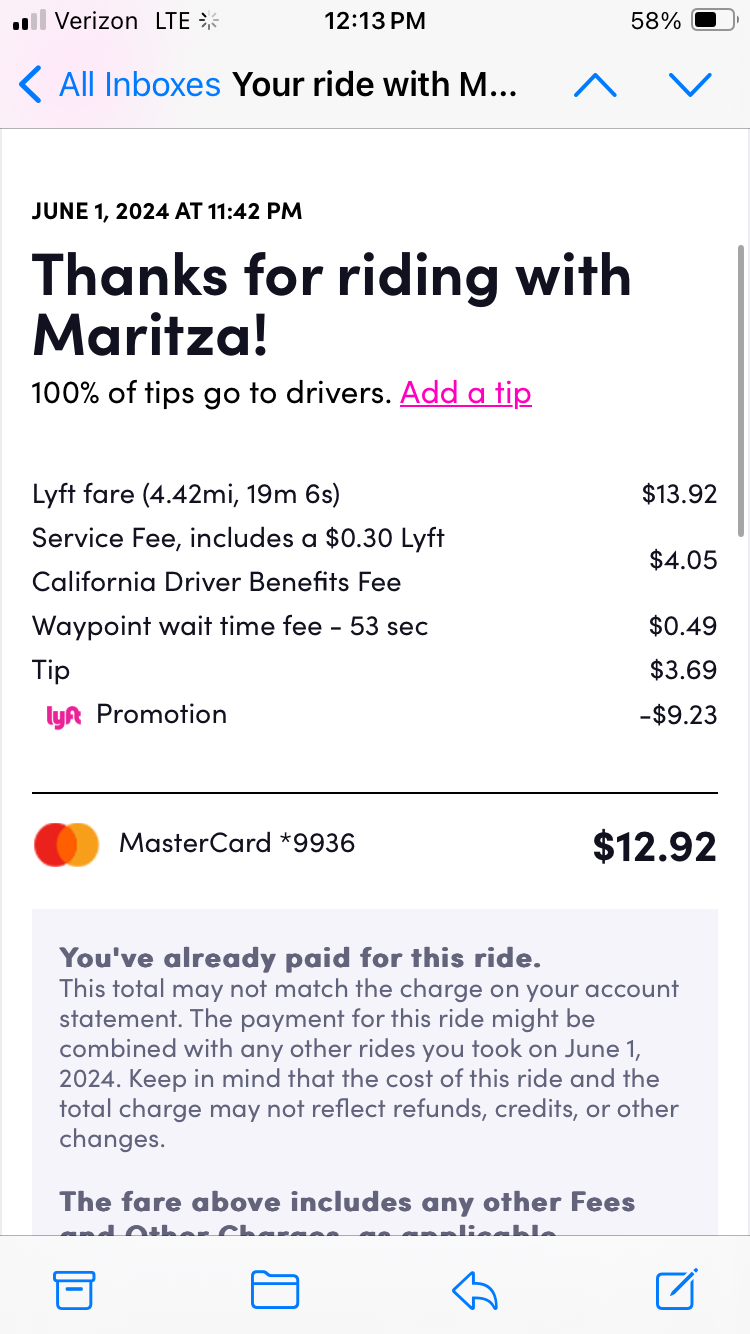 Verizon LTE 12:13 PM 58%
All Inboxes Your ride with M...
JUNE 1, 2024 AT 11:42 PM
Thanks for riding with
Maritza!
100% of tips go to drivers. Add a tip
Lyft fare (4.42mi, 19m 6s) $13.92
Service Fee, includes a $0.30 Lyft
California Driver Benefits Fee $4.05
Waypoint wait time fee - 53 sec $0.49
Tip $3.69
lyft Promotion -$9.23
MasterCard *9936 $12.92
You've already paid for this ride.
This total may not match the charge on your account
statement. The payment for this ride might be
combined with any other rides you took on June 1,
2024. Keep in mind that the cost of this ride and the
total charge may not reflect refunds, credits, or other
changes.
The fare above includes any other Fees
and Other Charges, as applicable